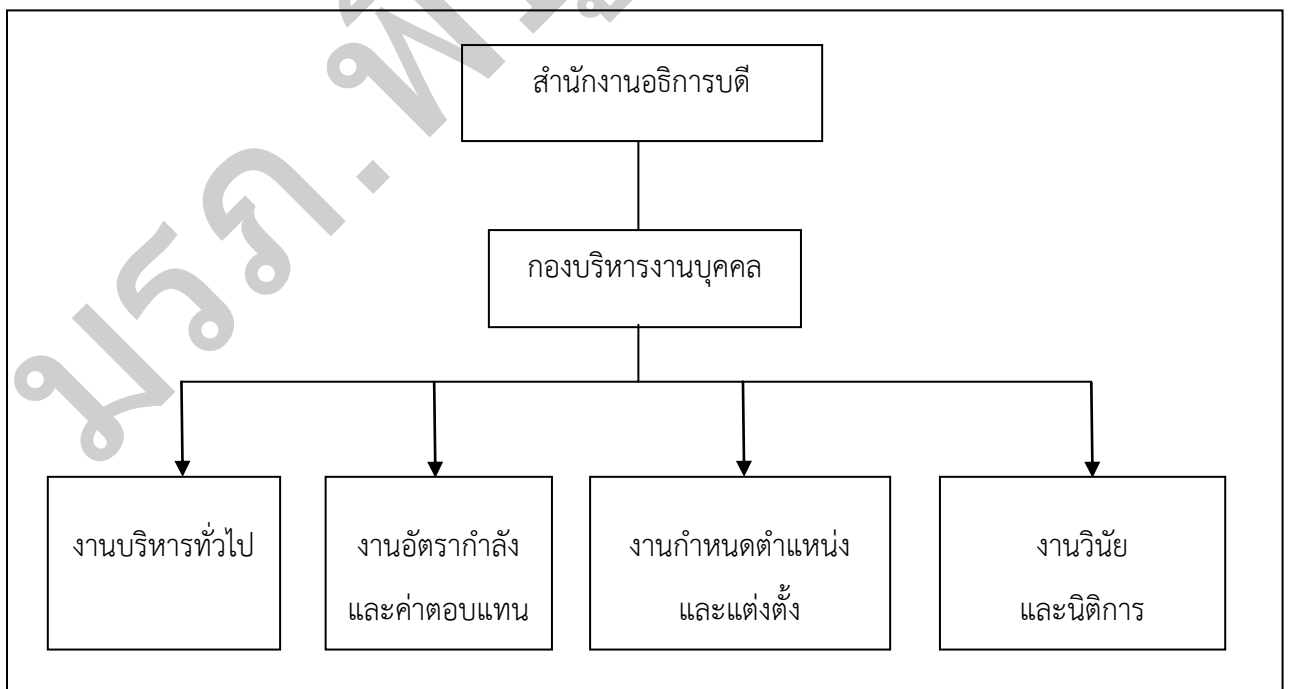 สำนักงานอธิการบดี
กองบริหารงานบุคคล
งานบริหารทั่วไป
งานอัตรากำลัง
และค่าตอบแทน
งานกำหนดตำแหน่ง
และแต่งตั้ง
งานวินัย
และนิติการ
มรภ.